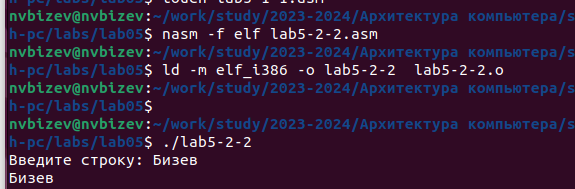 nvbizev@nvbizev:~/work/study/2023-2024/Архитектура компьютера/s
h-pc/labs/lab05$ nasm -f elf lab5-2-2.asm
nvbizev@nvbizev:~/work/study/2023-2024/Архитектура компьютера/s
h-pc/labs/lab05$ ld -m elf_i386 -o lab5-2-2  lab5-2-2.o
nvbizev@nvbizev:~/work/study/2023-2024/Архитектура компьютера/s
h-pc/labs/lab05$
nvbizev@nvbizev:~/work/study/2023-2024/Архитектура компьютера/s
h-pc/labs/lab05$ ./lab5-2-2
Введите строку: Бизев
Бизев